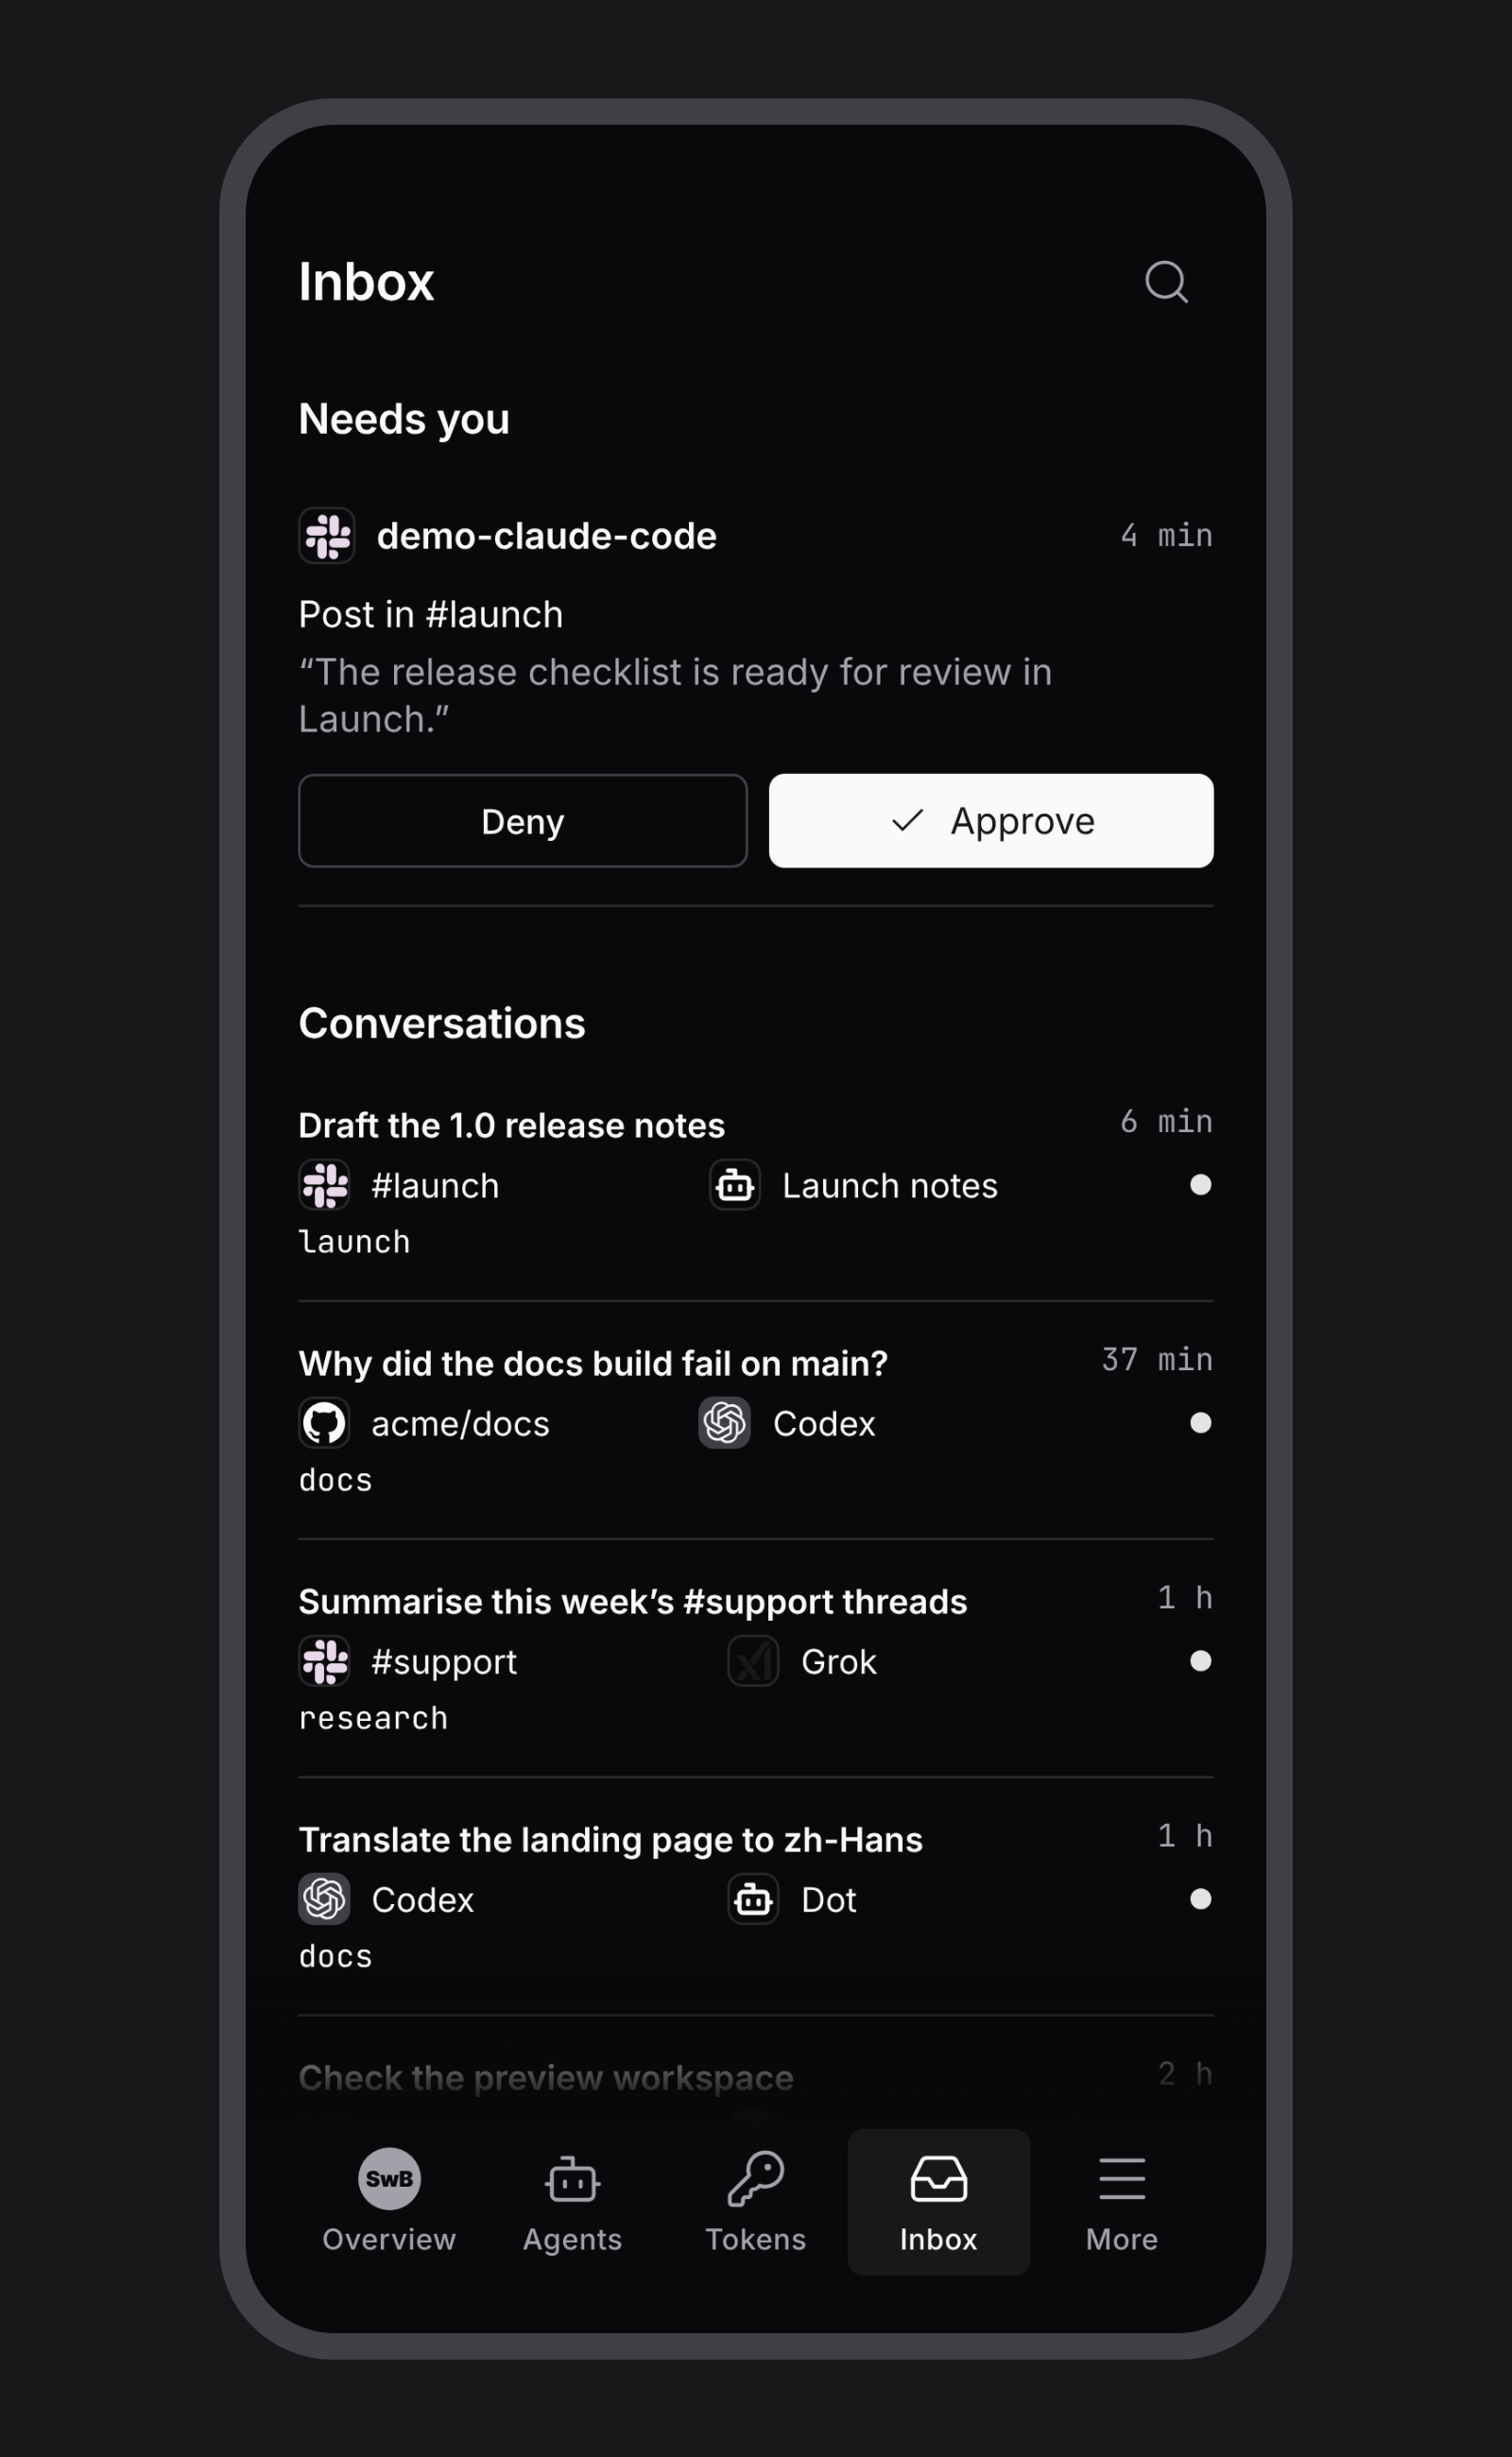 Inbox
Needs you
demo-claude-code
4 min
Post in #launch
“The release checklist is ready for review in
Launch.”
Deny
Approve
Conversations
Draft the 1.0 release notes
6 min
#launch
Launch notes
launch
Why did the docs build fail on main?
37 min
acme/docs
Codex
docs
Summarise this week’s #support threads
1 h
#support
Grok
research
Translate the landing page to zh-Hans
1 h
Codex
Dot
docs
Check the preview workspace
2 h
SwB
Overview
Agents
Tokens
Inbox
More